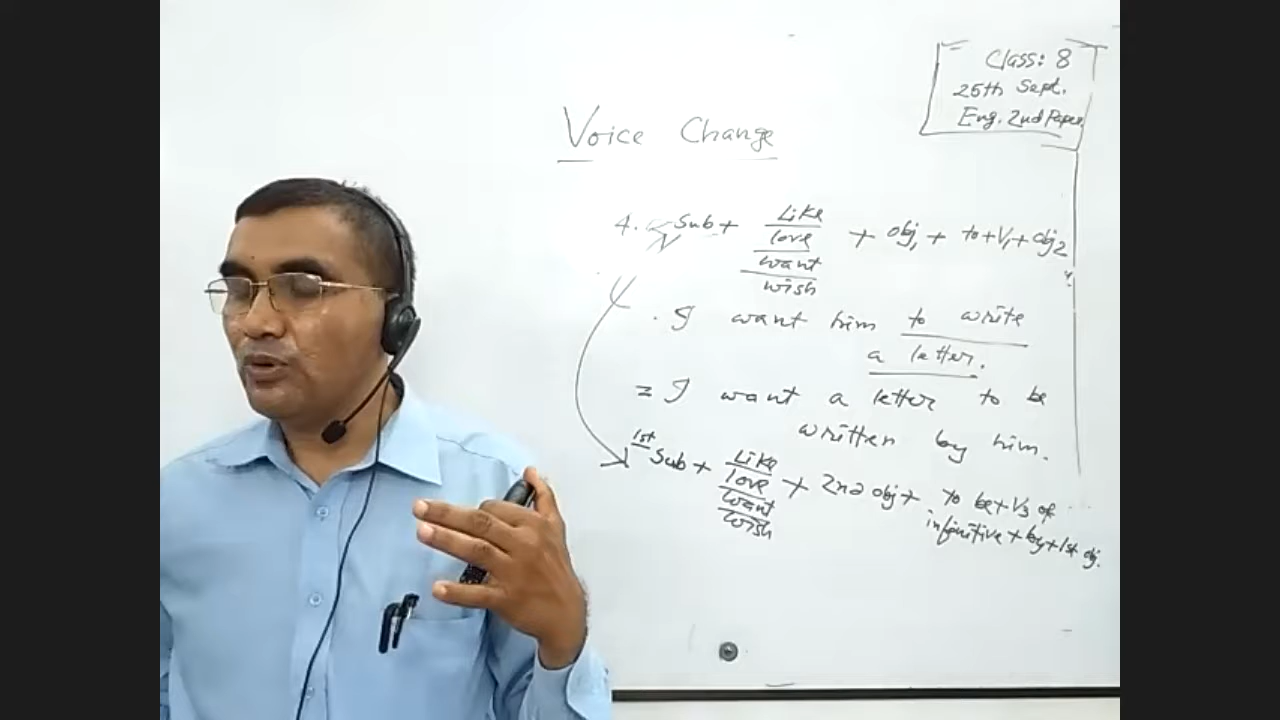 Class: 8
25th Sept.
Eng. 2nd Paper
Voice Change
4. Sub + Like + obj1 + to + V1 + obj2
love
want
wish
. I want him to write
a letter.
= I want a letter to be
written by him.
1st
Sub + Like + 2nd obj + to be + V3 of
love
want
wish
infinitive + by + 1st obj.